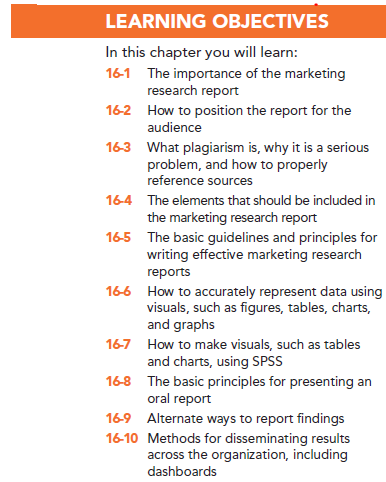 LEARNING OBJECTIVES
In this chapter you will learn:
16-1 The importance of the marketing
research report
16-2 How to position the report for the
audience
16-3 What plagiarism is, why it is a serious
problem, and how to properly
reference sources
16-4 The elements that should be included in
the marketing research report
16-5 The basic guidelines and principles for
writing effective marketing research
reports
16-6 How to accurately represent data using
visuals, such as figures, tables, charts,
and graphs
16-7 How to make visuals, such as tables
and charts, using SPSS
16-8 The basic principles for presenting an
oral report
16-9 Alternate ways to report findings
16-10 Methods for disseminating results
across the organization, including
dashboards